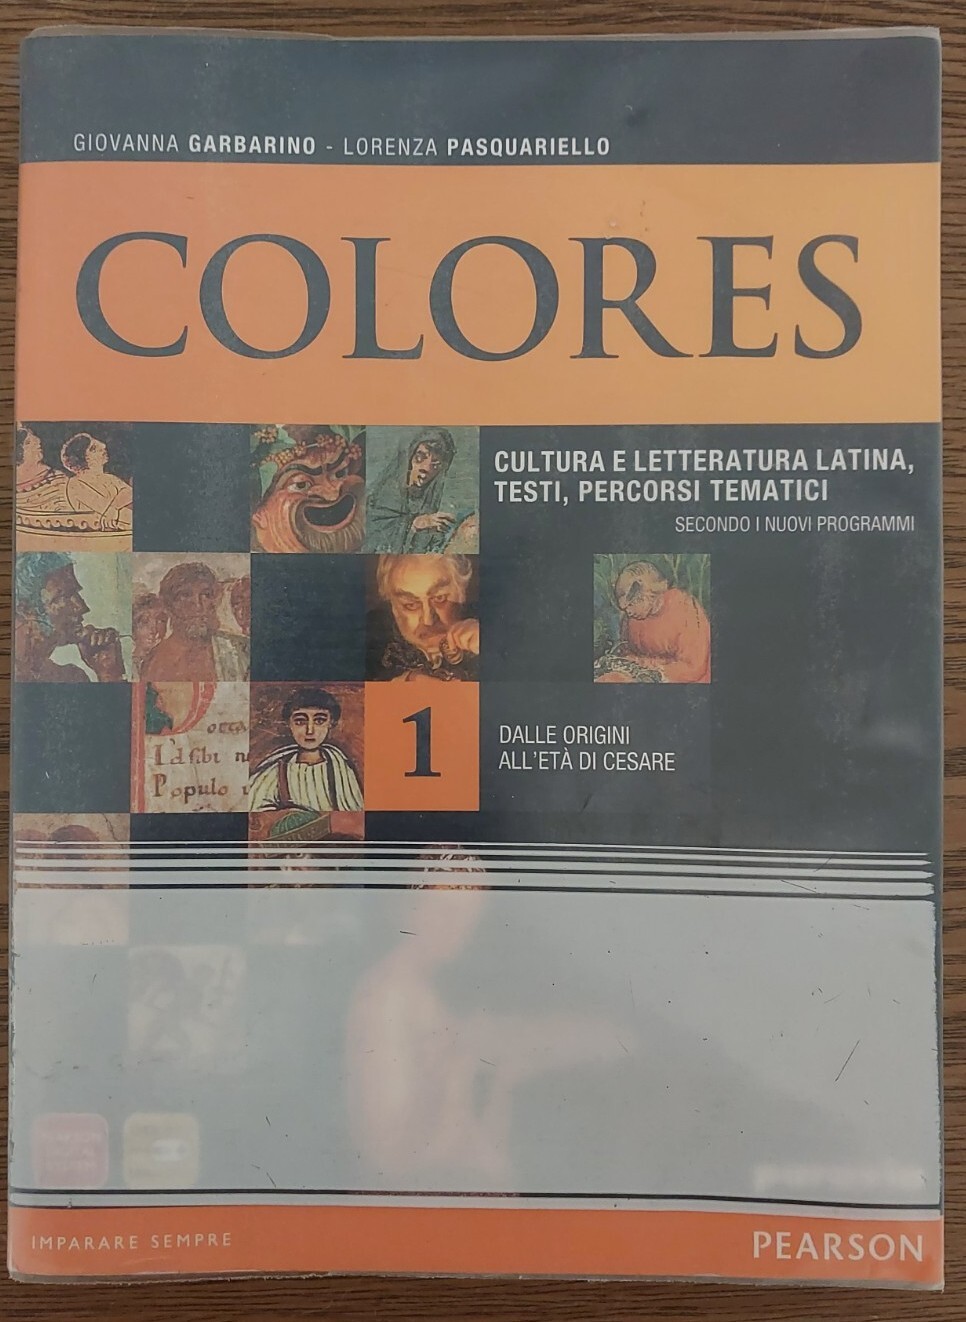 GIOVANNA GARBARINO - LORENZA PASQUARIELLO
COLORES
CULTURA E LETTERATURA LATINA,
TESTI, PERCORSI TEMATICI
SECONDO I NUOVI PROGRAMMI
Populo
1
DALLE ORIGINI
ALL'ETÀ DI CESARE
IMPARARE SEMPRE
PEARSON